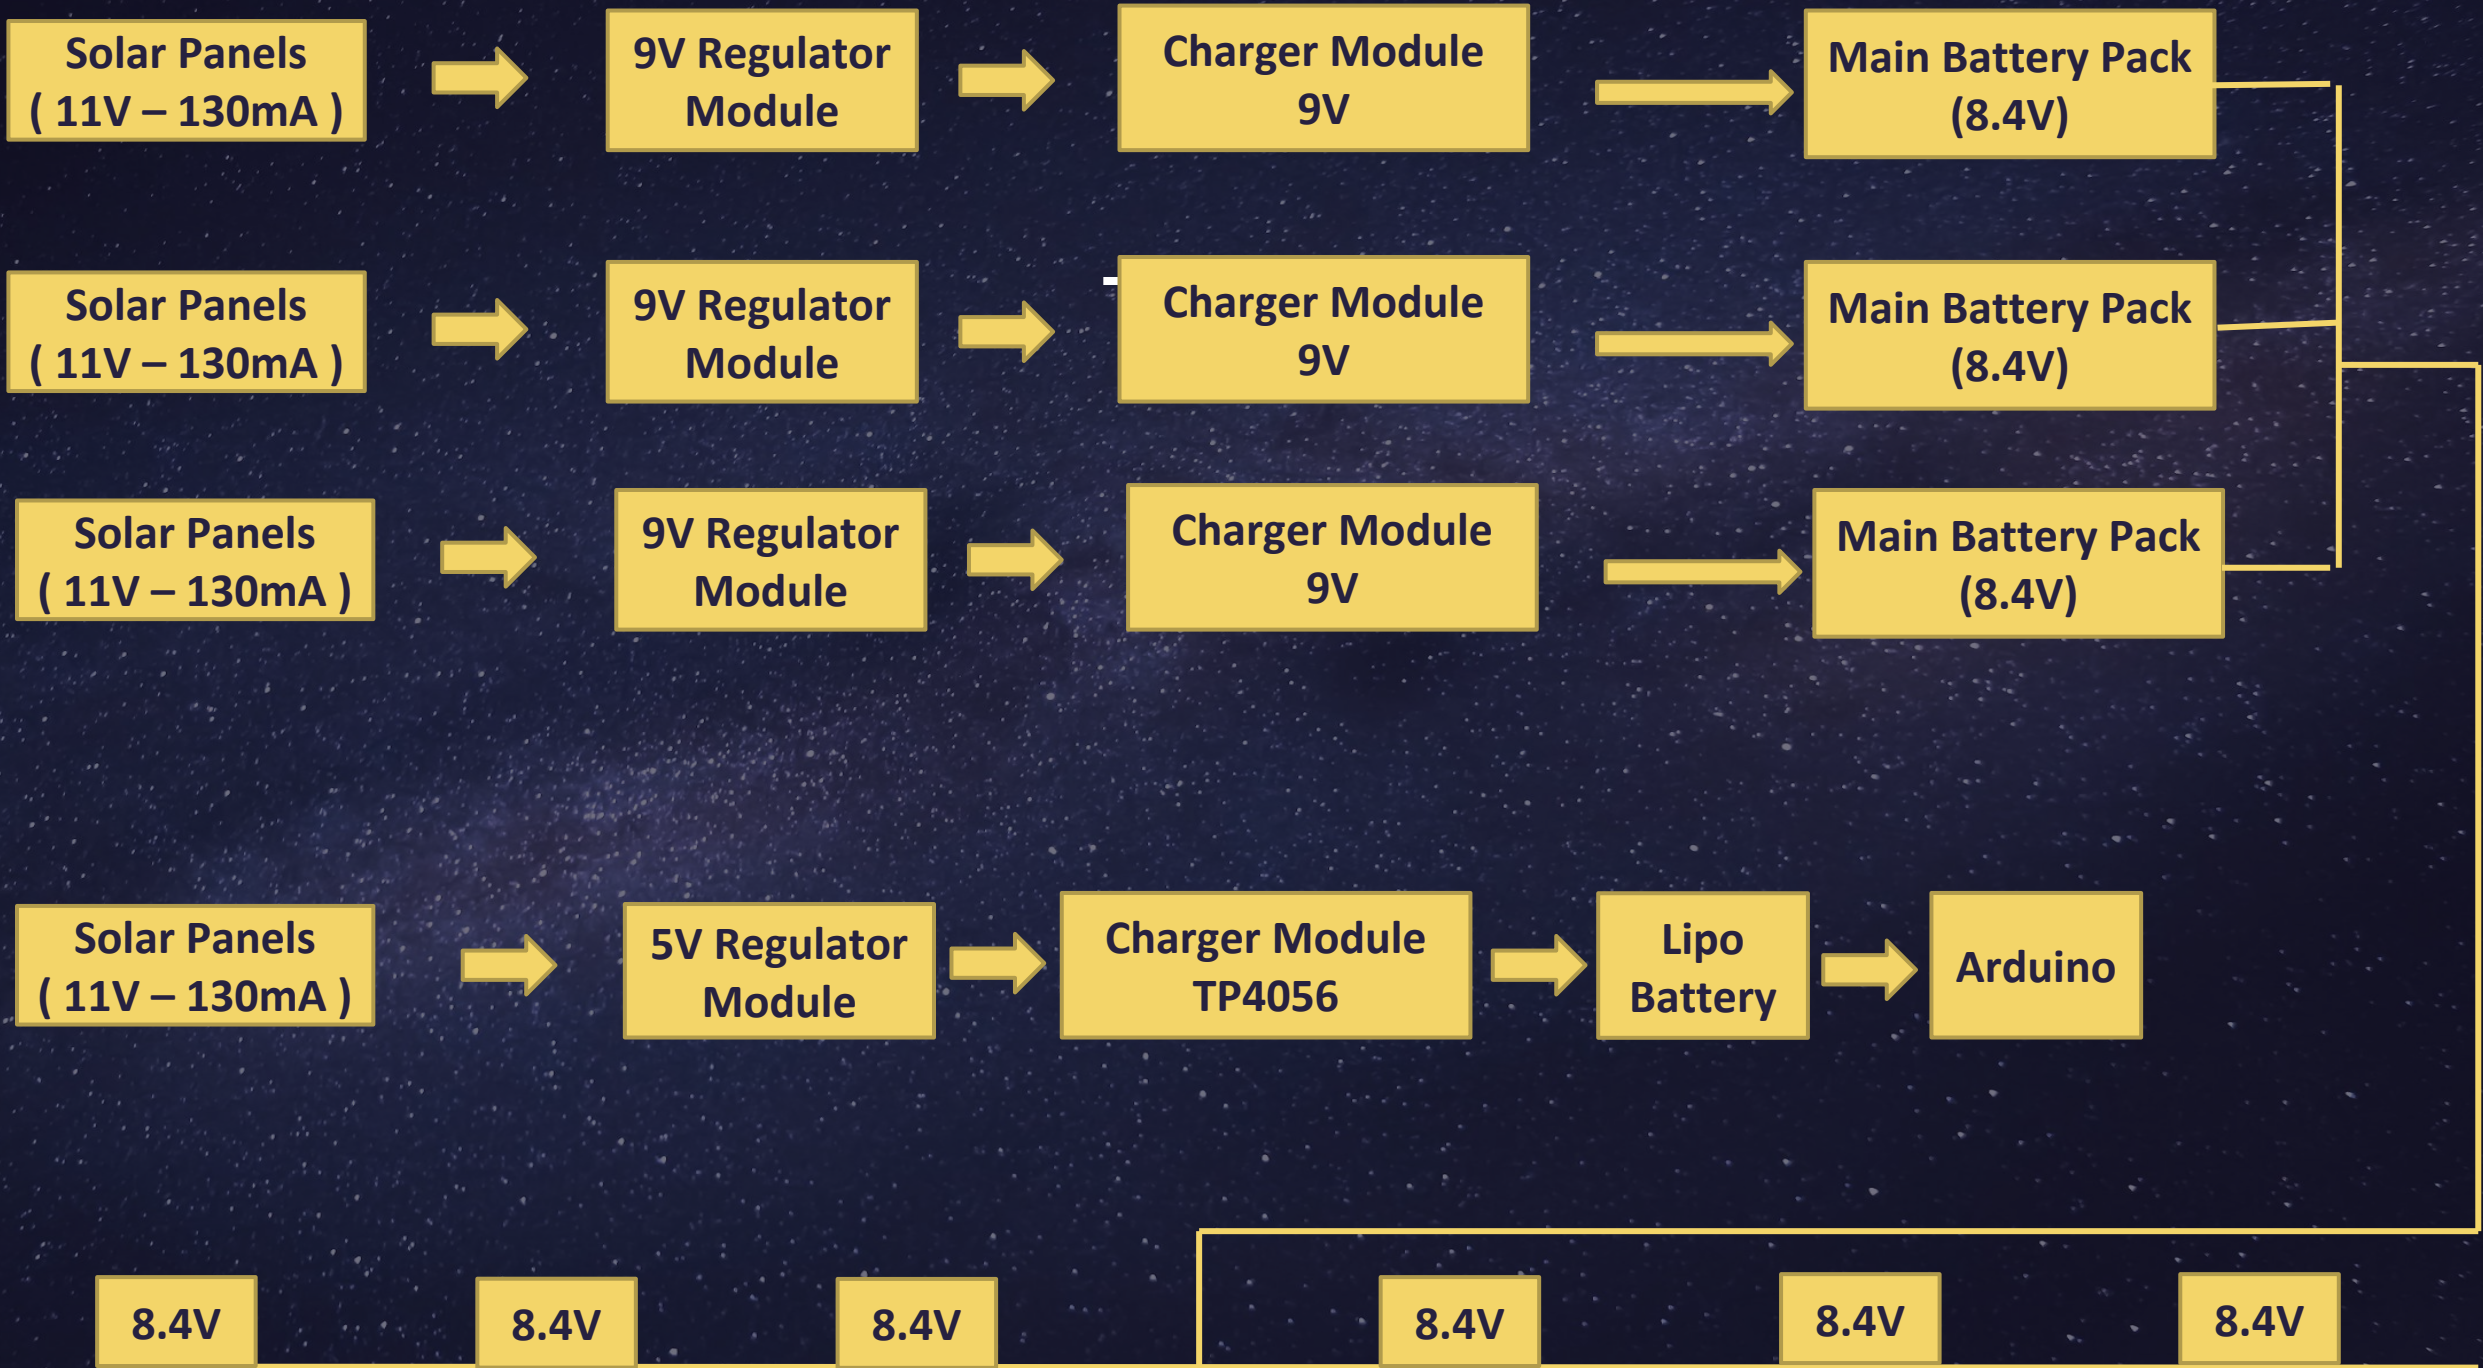 Solar Panels
( 11V – 130mA )
9V Regulator
Module
Charger Module
9V
Main Battery Pack
(8.4V)
Solar Panels
( 11V – 130mA )
9V Regulator
Module
Charger Module
9V
Main Battery Pack
(8.4V)
Solar Panels
( 11V – 130mA )
9V Regulator
Module
Charger Module
9V
Main Battery Pack
(8.4V)
Solar Panels
( 11V – 130mA )
5V Regulator
Module
Charger Module
TP4056
Lipo
Battery
Arduino
8.4V
8.4V
8.4V
8.4V
8.4V
8.4V